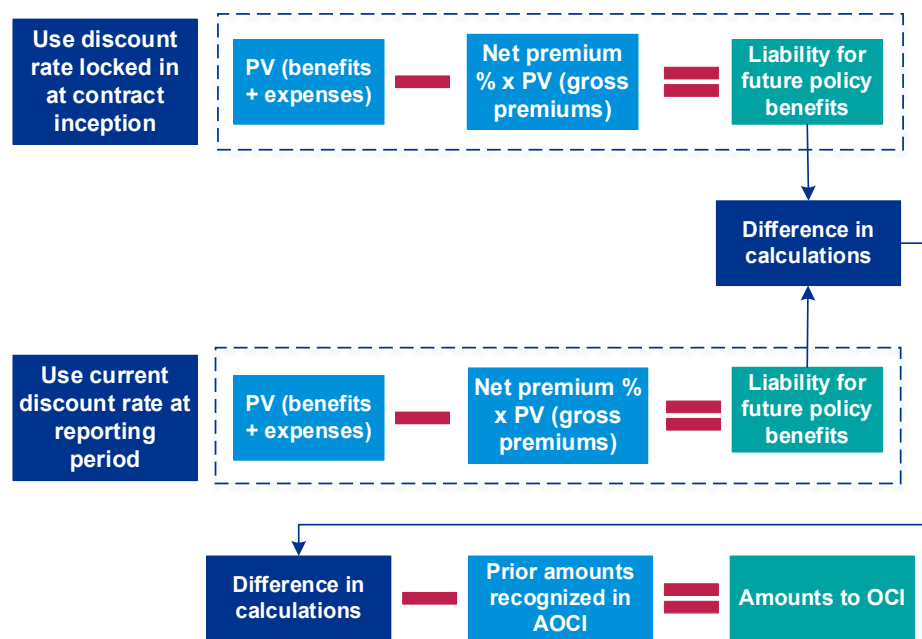 Use discount
rate locked in
at contract
inception
PV (benefits
+ expenses)
Net premium
% x PV (gross
premiums)
Liability for
future policy
benefits
Difference in
calculations
Use current
discount rate at
reporting
period
PV (benefits
+ expenses)
Net premium %
x PV (gross
premiums)
Liability for
future policy
benefits
Difference in
calculations
Prior amounts
recognized in
AOCI
Amounts to OCI